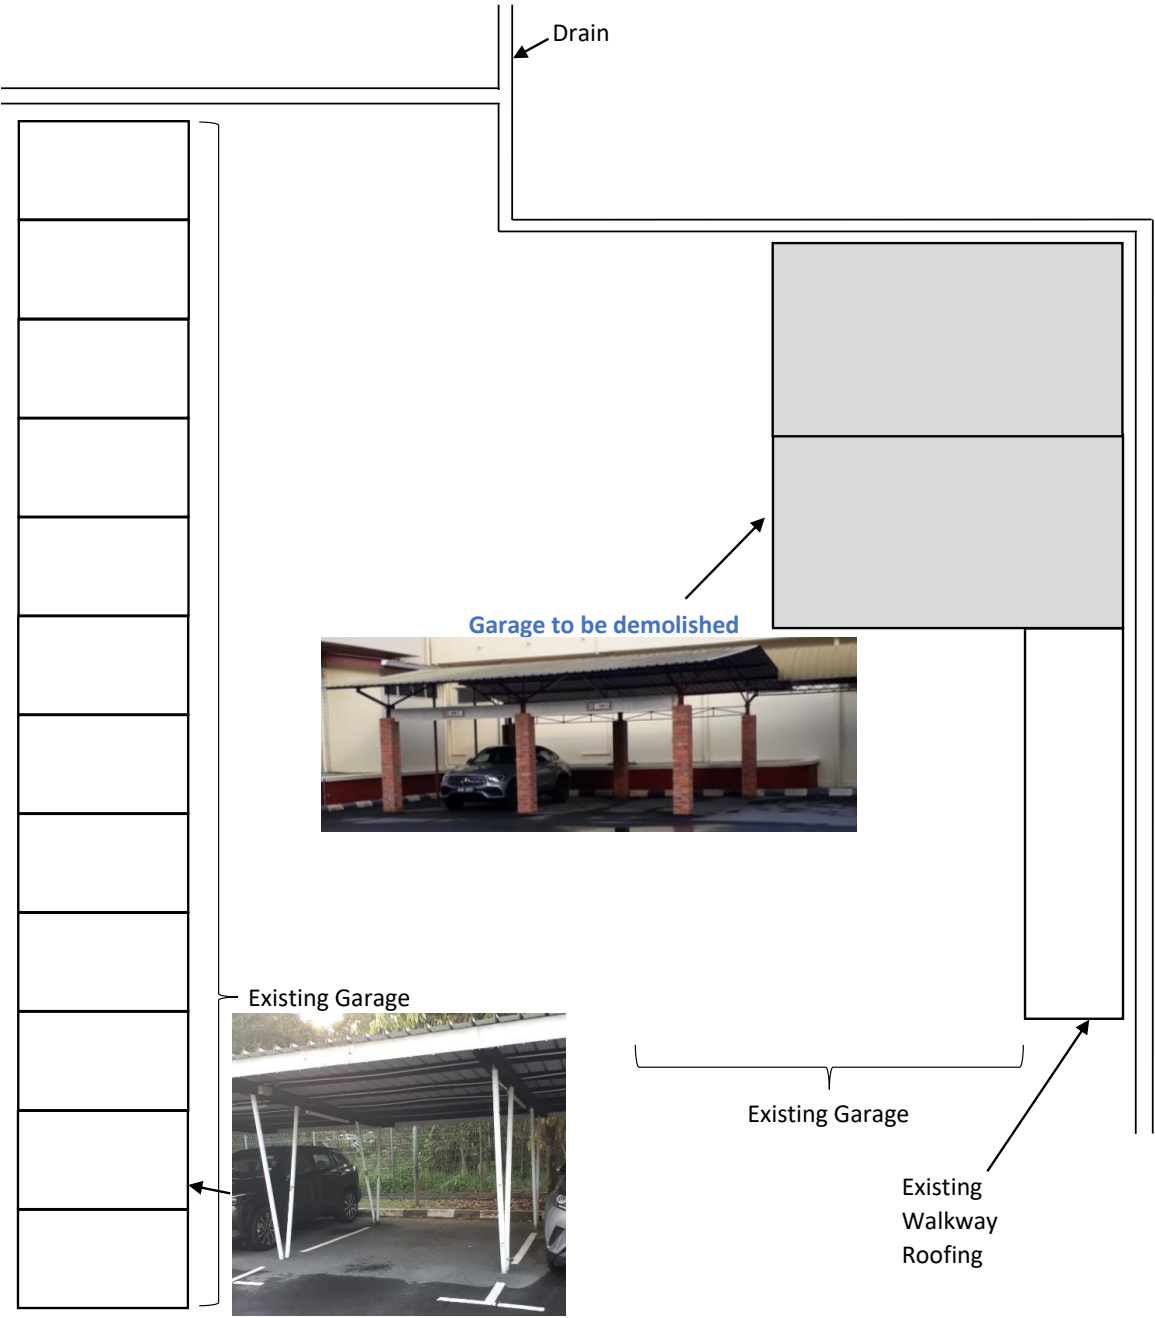 Drain
Garage to be demolished
Existing Garage
Existing Garage
Existing
Walkway
Roofing